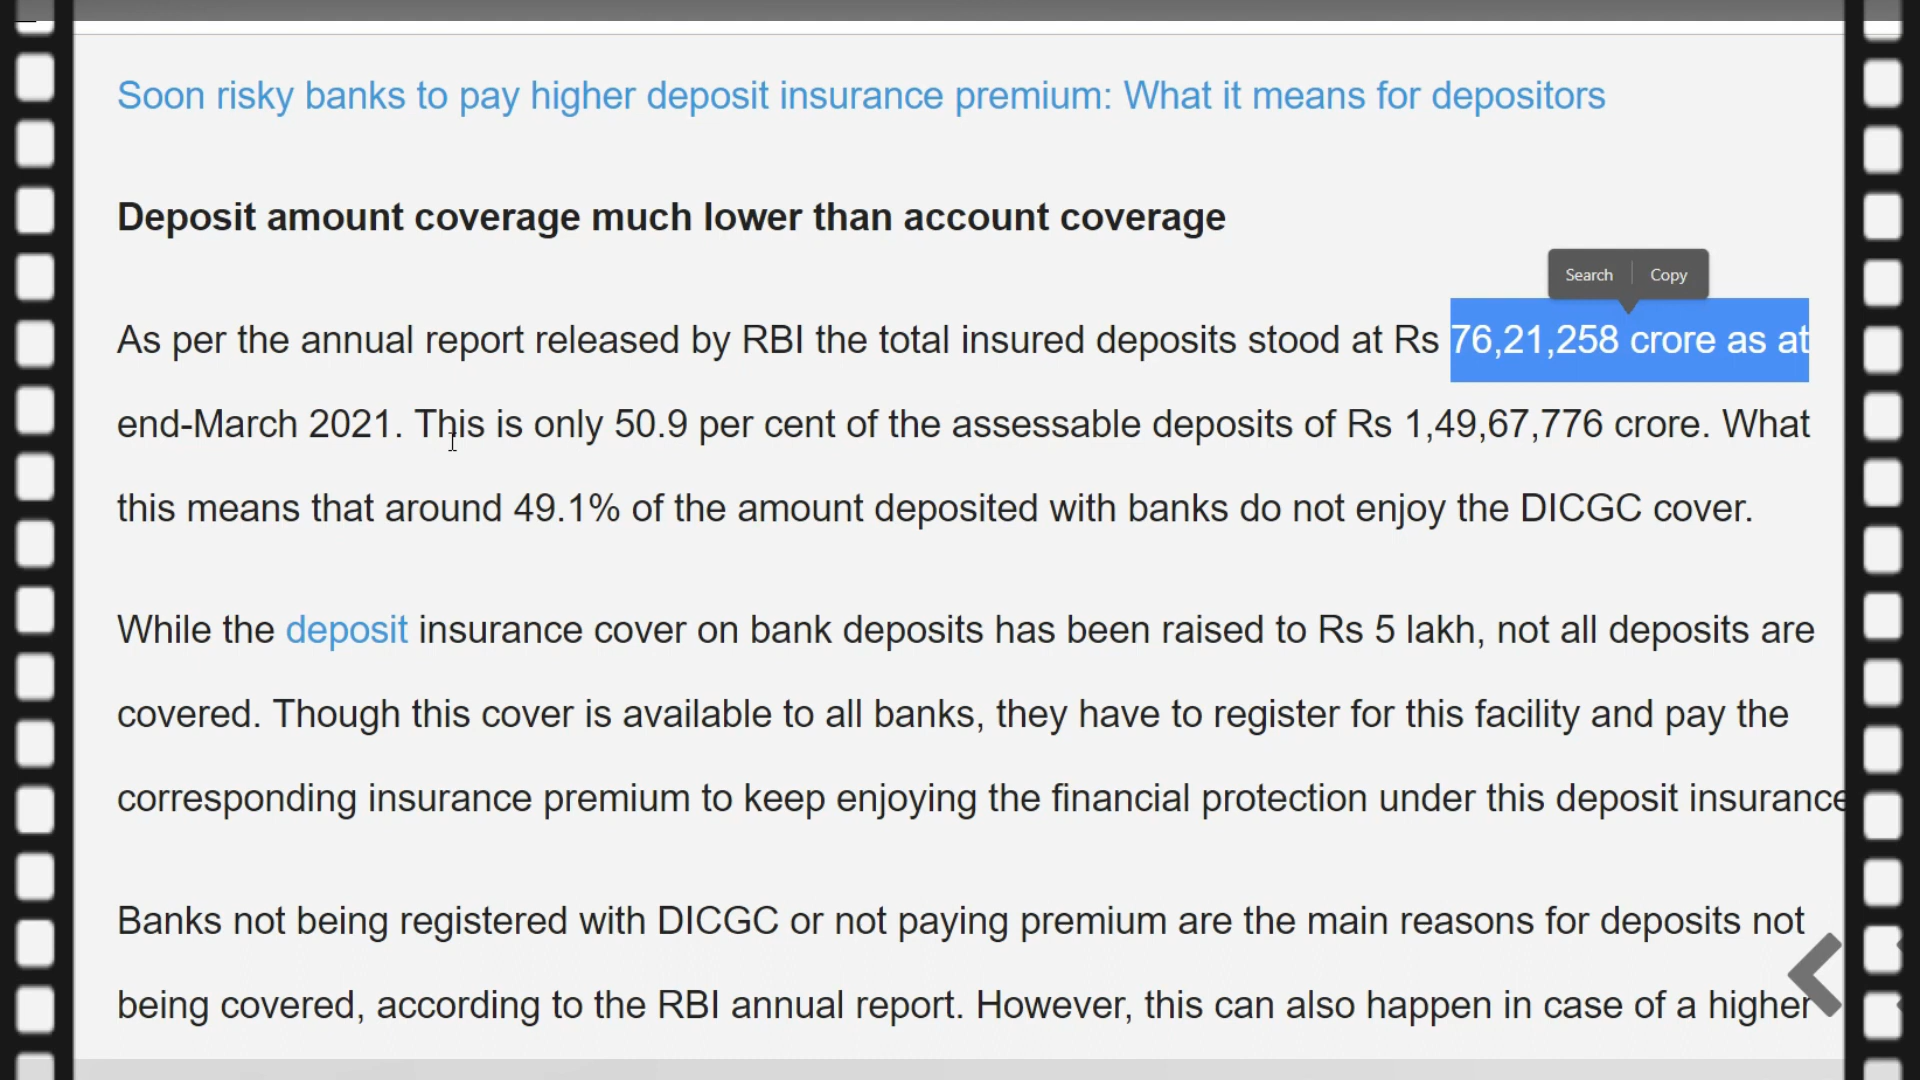 Soon risky banks to pay higher deposit insurance premium: What it means for depositors
Deposit amount coverage much lower than account coverage
Search Copy
As per the annual report released by RBI the total insured deposits stood at Rs 76,21,258 crore as at
end-March 2021. This is only 50.9 per cent of the assessable deposits of Rs 1,49,67,776 crore. What
this means that around 49.1% of the amount deposited with banks do not enjoy the DICGC cover.
While the deposit insurance cover on bank deposits has been raised to Rs 5 lakh, not all deposits are
covered. Though this cover is available to all banks, they have to register for this facility and pay the
corresponding insurance premium to keep enjoying the financial protection under this deposit insurance
Banks not being registered with DICGC or not paying premium are the main reasons for deposits not
being covered, according to the RBI annual report. However, this can also happen in case of a higher